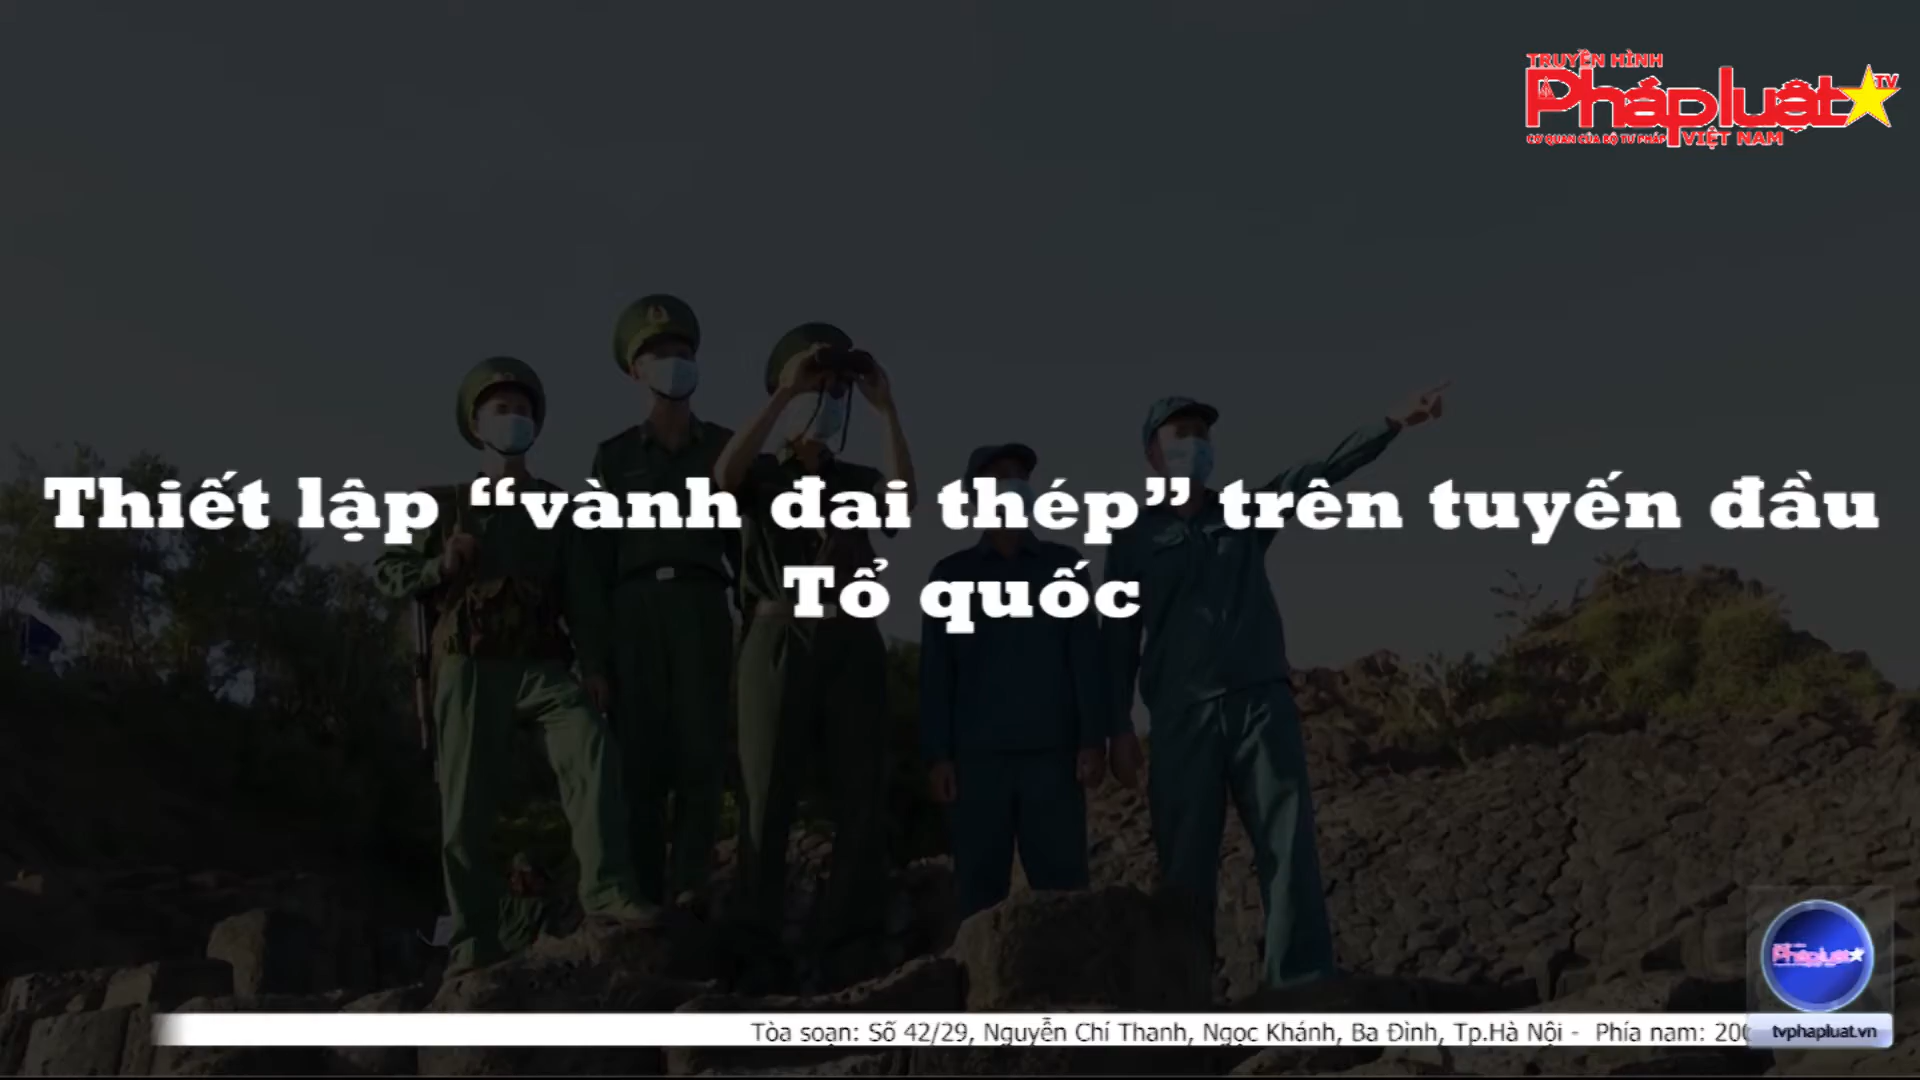 TRUYỀN HÌNH
Phápluật TV
CƠ QUAN CỦA BỘ TƯ PHÁP VIỆT NAM
Thiết lập “vành đai thép” trên tuyến đầu
Tổ quốc
Phápluật
Tòa soạn: Số 42/29, Nguyễn Chí Thanh, Ngọc Khánh, Ba Đình, Tp.Hà Nội - Phía nam: 200
tvphapluat.vn